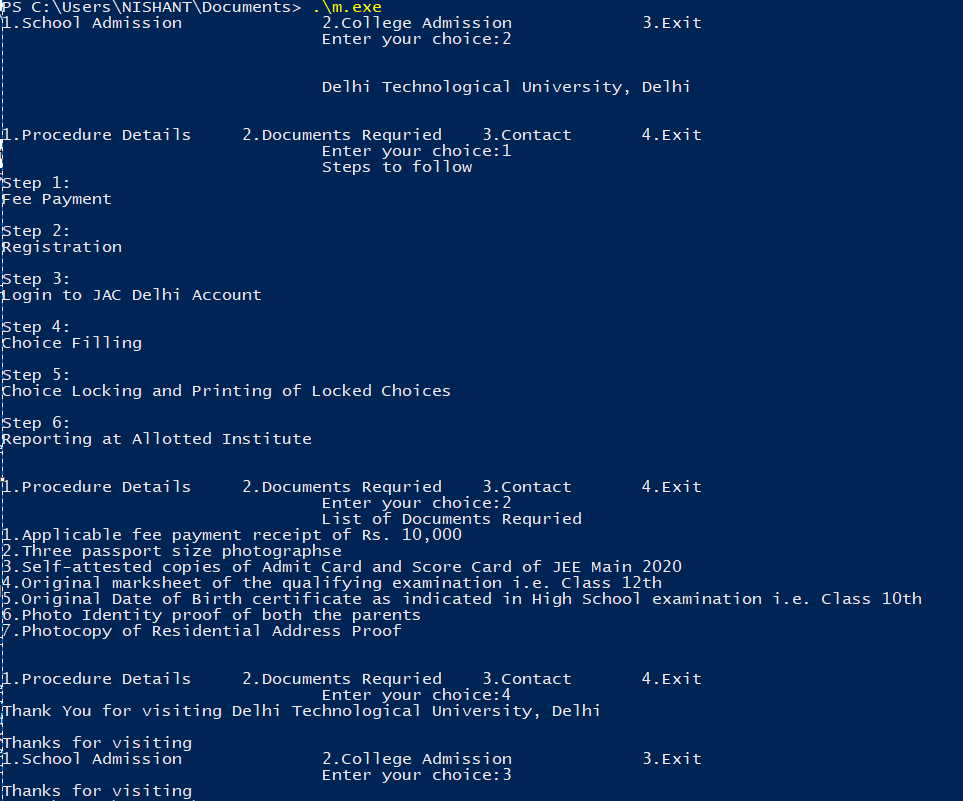 PS C:\Users\NISHANT\Documents> .\m.exe
1.School Admission 2.College Admission 3.Exit
Enter your choice:2
Delhi Technological University, Delhi
1.Procedure Details 2.Documents Requried 3.Contact 4.Exit
Enter your choice:1
Steps to follow
Step 1:
Fee Payment
Step 2:
Registration
Step 3:
Login to JAC Delhi Account
Step 4:
Choice Filling
Step 5:
Choice Locking and Printing of Locked Choices
Step 6:
Reporting at Allotted Institute
1.Procedure Details 2.Documents Requried 3.Contact 4.Exit
Enter your choice:2
List of Documents Requried
1.Applicable fee payment receipt of Rs. 10,000
2.Three passport size photographse
3.Self-attested copies of Admit Card and Score Card of JEE Main 2020
4.Original marksheet of the qualifying examination i.e. Class 12th
5.Original Date of Birth certificate as indicated in High School examination i.e. Class 10th
6.Photo Identity proof of both the parents
7.Photocopy of Residential Address Proof
1.Procedure Details 2.Documents Requried 3.Contact 4.Exit
Enter your choice:4
Thank You for visiting Delhi Technological University, Delhi
Thanks for visiting
1.School Admission 2.College Admission 3.Exit
Enter your choice:3
Thanks for visiting